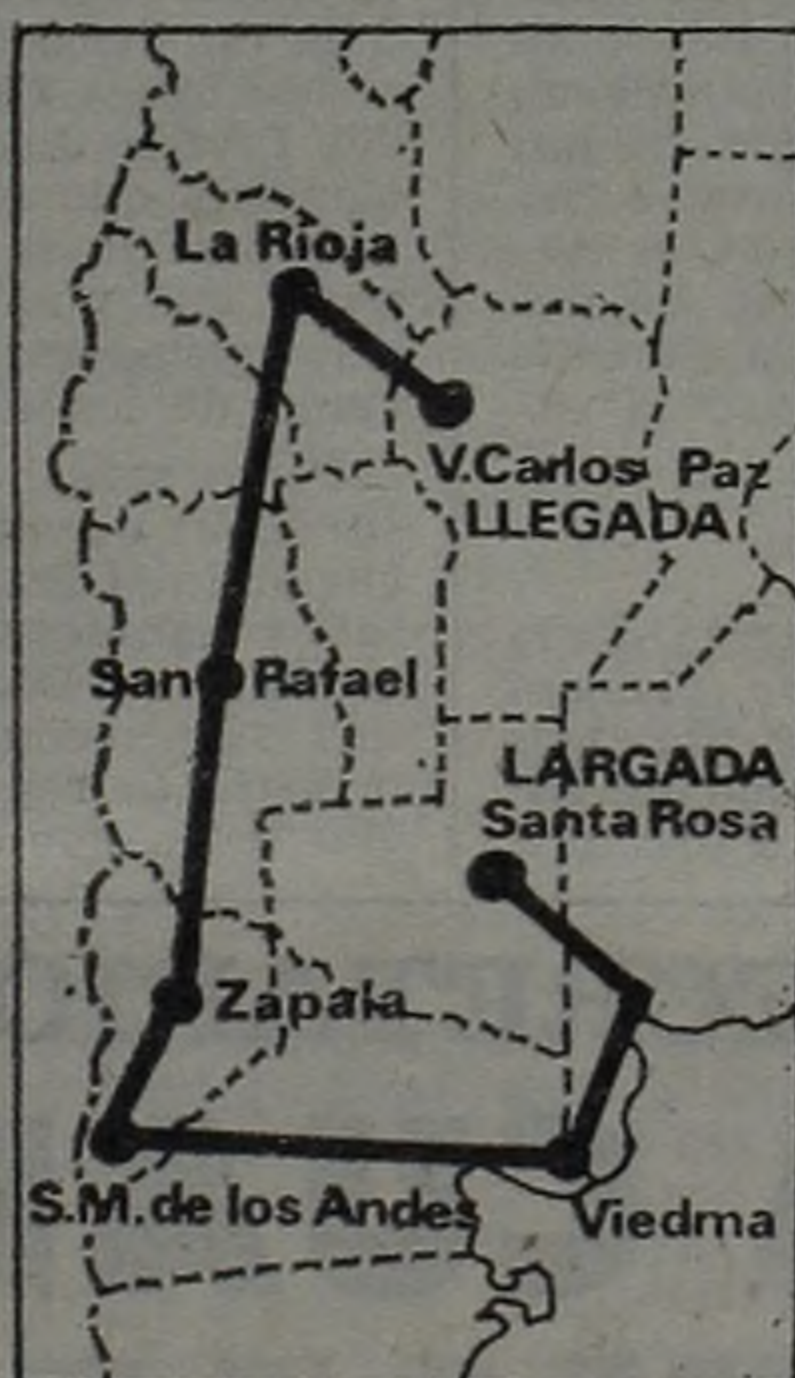 La Rioja
V.Carlos Paz
LLEGADA
San Rafael
LARGADA
Santa Rosa
Zapala
S.M. de los Andes
Viedma